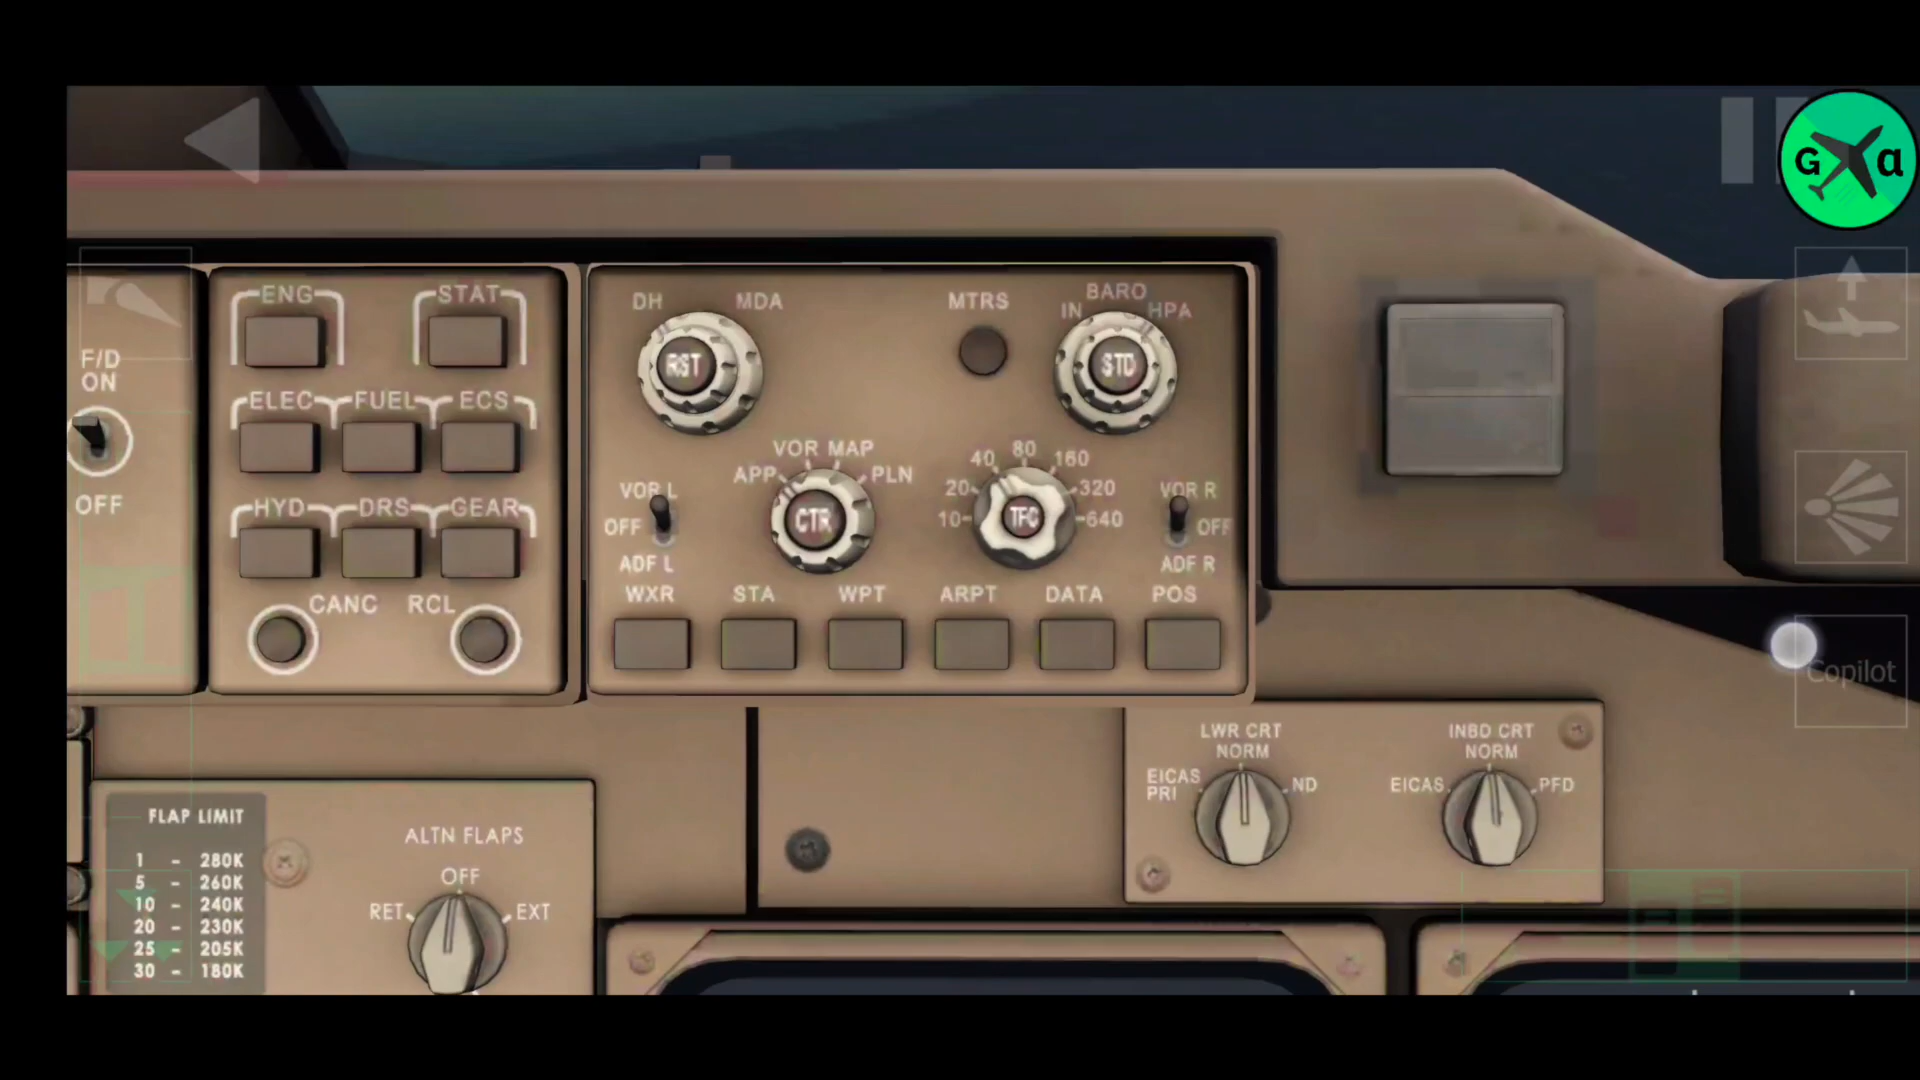 G a
F/D
ON
OFF
ENG STAT
ELEC FUEL ECS
HYD DRS GEAR
CANC RCL
DH MDA
RST
MTRS
BARO
IN HPA
STD
VOR L
OFF
ADF L
APP VOR MAP PLN
CTR
10 20 40 80 160 320 640
TFC
VOR R
OFF
ADF R
WXR STA WPT ARPT DATA POS
Copilot
LWR CRT
NORM
EICAS
PRI
ND
INBD CRT
NORM
EICAS PFD
FLAP LIMIT
1 - 280K
5 - 260K
10 - 240K
20 - 230K
25 - 205K
30 - 180K
ALTN FLAPS
OFF
RET EXT